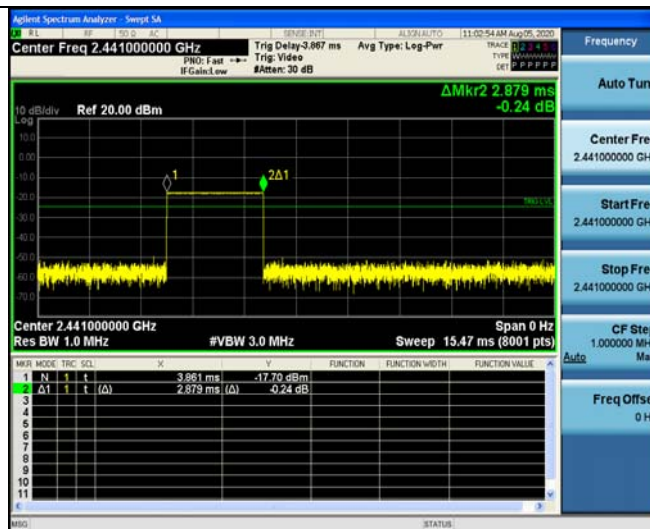 Agilent Spectrum Analyzer - Swept SA
RL RF 50 Ω AC SENSE:INT ALIGNAUTO 11:02:54 AM Aug 05, 2020
Center Freq 2.441000000 GHz
PNO: Fast
IFGain:Low
Trig Delay-3.867 ms
Trig: Video
#Atten: 30 dB
Avg Type: Log-Pwr
TRACE 1 2 3 4 5 6
TYPE
DET P P P P P P
ΔMkr2 2.879 ms
-0.24 dB
10 dB/div Ref 20.00 dBm
Log
10.0
0.00
-10.0
-20.0
-30.0
-40.0
-50.0
-60.0
-70.0
1
2Δ1
TRIG LVL
Center 2.441000000 GHz Span 0 Hz
Res BW 1.0 MHz #VBW 3.0 MHz Sweep 15.47 ms (8001 pts)
MKR MODE TRC SCL X Y FUNCTION FUNCTION WIDTH FUNCTION VALUE
1 N 1 t 3.861 ms -17.70 dBm
2 Δ1 1 t (Δ) 2.879 ms (Δ) -0.24 dB
3
4
5
6
7
8
9
10
11
MSG STATUS
Frequency
Auto Tun
Center Fre
2.441000000 GH
Start Fre
2.441000000 GH
Stop Fre
2.441000000 GH
CF Ste
1.000000 MH
Auto Ma
Freq Offse
0 H